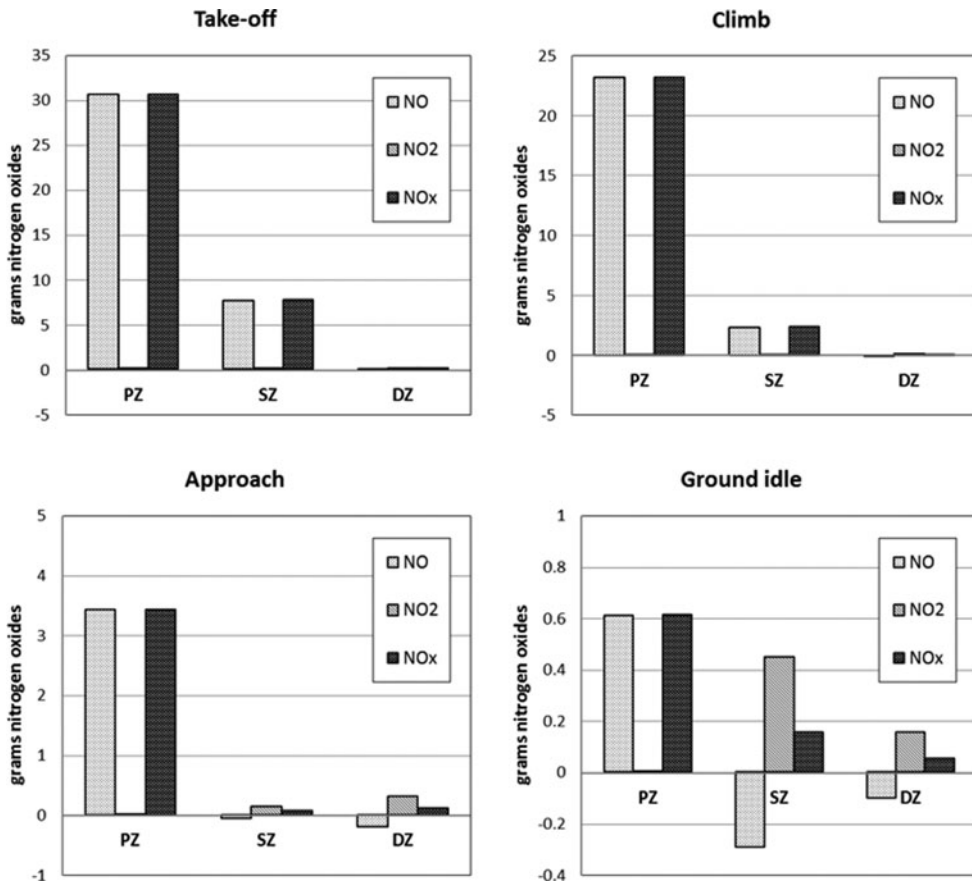 Take-off
grams nitrogen oxides
35
30
25
20
15
10
5
0
-5
PZ SZ DZ
NO
NO2
NOx
Climb
grams nitrogen oxides
25
20
15
10
5
0
-5
PZ SZ DZ
NO
NO2
NOx
Approach
grams nitrogen oxides
5
4
3
2
1
0
-1
PZ SZ DZ
NO
NO2
NOx
Ground idle
grams nitrogen oxides
1
0.8
0.6
0.4
0.2
0
-0.2
-0.4
PZ SZ DZ
NO
NO2
NOx